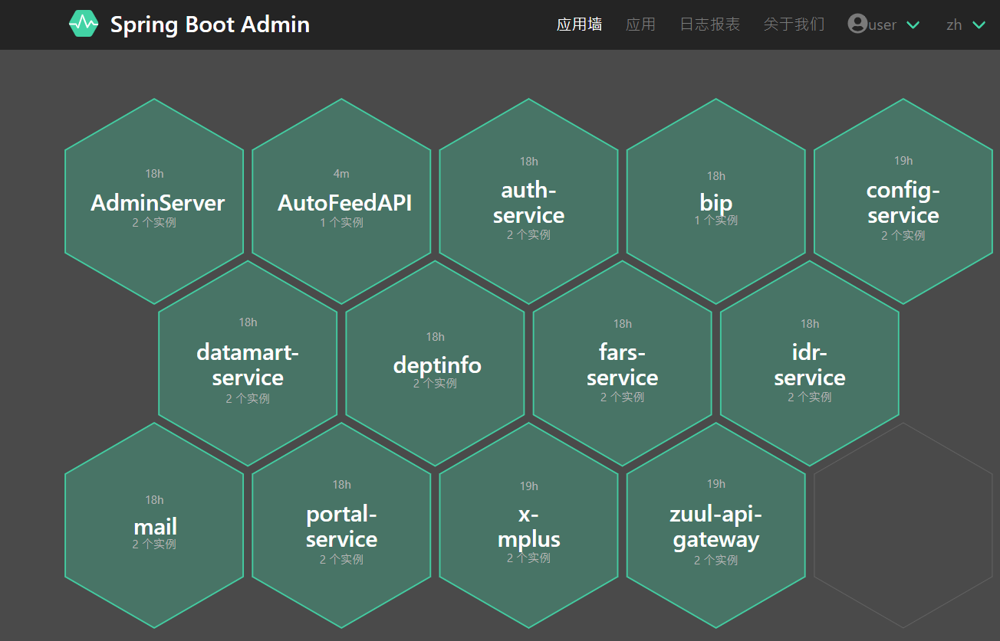 Spring Boot Admin 应用墙 应用 日志报表 关于我们 user zh
18h
AdminServer
2 个实例
4m
AutoFeedAPI
1 个实例
18h
auth-
service
2 个实例
18h
bip
1 个实例
19h
config-
service
2 个实例
18h
datamart-
service
2 个实例
18h
deptinfo
2 个实例
18h
fars-
service
2 个实例
18h
idr-
service
2 个实例
18h
mail
2 个实例
18h
portal-
service
2 个实例
19h
x-
mplus
2 个实例
19h
zuul-api-
gateway
2 个实例